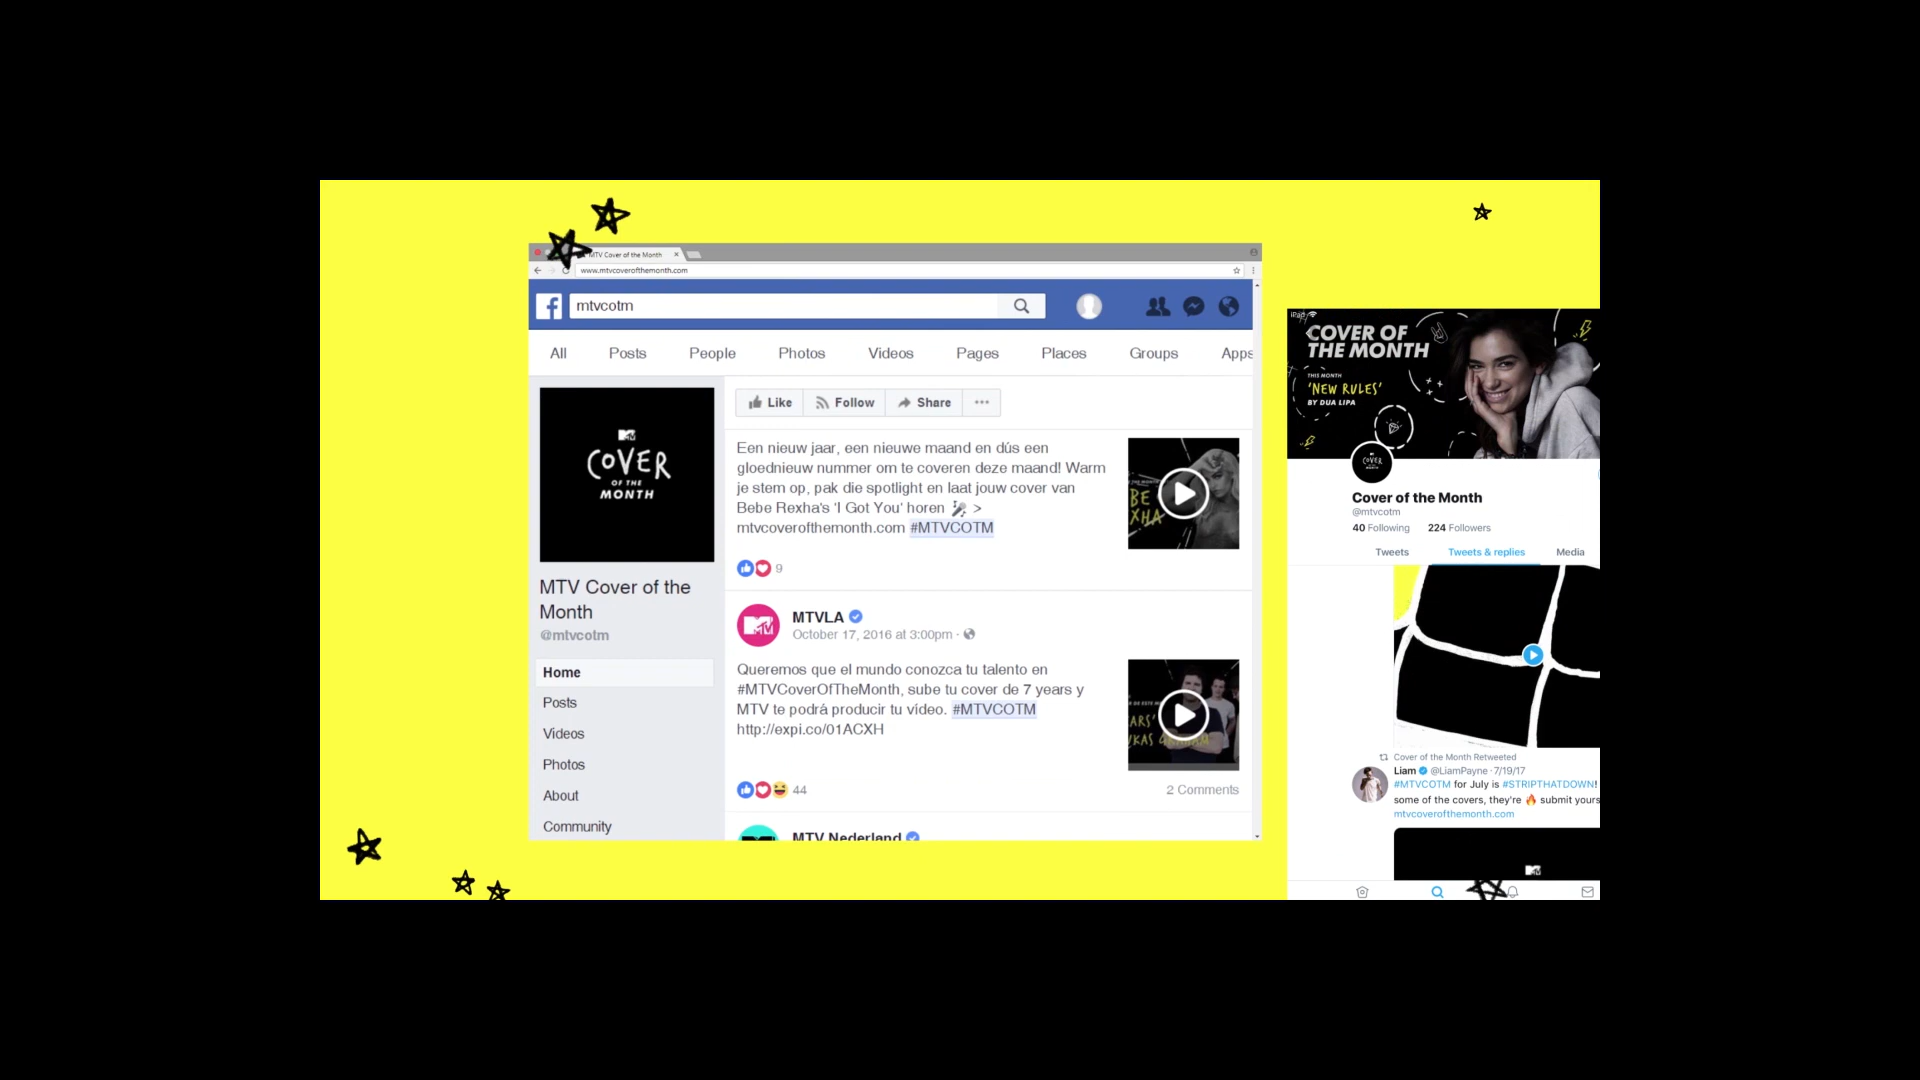 MTV Cover of the Month
www.mtvcoverofthemonth.com
mtvcotm
All Posts People Photos Videos Pages Places Groups Apps
COVER
OF THE
MONTH
MTV Cover of the
Month
@mtvcotm
Home
Posts
Videos
Photos
About
Community
Like Follow Share
Een nieuw jaar, een nieuwe maand en dús een
gloednieuw nummer om te coveren deze maand! Warm
je stem op, pak die spotlight en laat jouw cover van
Bebe Rexha's 'I Got You' horen >
mtvcoverofthemonth.com #MTVCOTM
9
MTVLA
October 17, 2016 at 3:00pm ·
Queremos que el mundo conozca tu talento en
#MTVCoverOfTheMonth, sube tu cover de 7 years y
MTV te podrá producir tu vídeo. #MTVCOTM
http://expi.co/01ACXH
44
2 Comments
MTV Nederland
iPad
COVER OF
THE MONTH
THIS MONTH
'NEW RULES'
BY DUA LIPA
COVER
OF THE
MONTH
Cover of the Month
@mtvcotm
40 Following 224 Followers
Tweets Tweets & replies Media
Cover of the Month Retweeted
Liam @LiamPayne · 7/19/17
#MTVCOTM for July is #STRIPTHATDOWN!
some of the covers, they're 🔥 submit yours
mtvcoverofthemonth.com